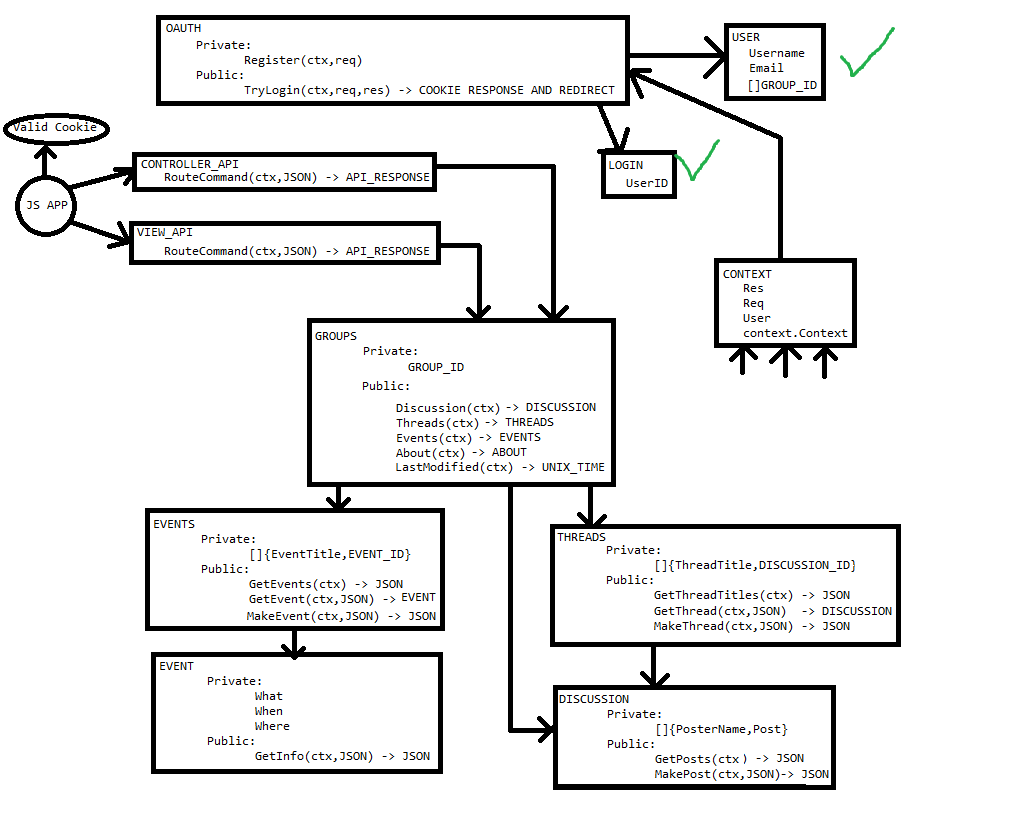 OAUTH
Private:
Register(ctx,req)
Public:
TryLogin(ctx,req,res) -> COOKIE RESPONSE AND REDIRECT
USER
Username
Email
[]GROUP_ID
Valid Cookie
JS APP
CONTROLLER_API
RouteCommand(ctx,JSON) -> API_RESPONSE
VIEW_API
RouteCommand(ctx,JSON) -> API_RESPONSE
LOGIN
UserID
CONTEXT
Res
Req
User
context.Context
GROUPS
Private:
GROUP_ID
Public:
Discussion(ctx) -> DISCUSSION
Threads(ctx) -> THREADS
Events(ctx) -> EVENTS
About(ctx) -> ABOUT
LastModified(ctx) -> UNIX_TIME
EVENTS
Private:
[]{EventTitle,EVENT_ID}
Public:
GetEvents(ctx) -> JSON
GetEvent(ctx,JSON) -> EVENT
MakeEvent(ctx,JSON) -> JSON
THREADS
Private:
[]{ThreadTitle,DISCUSSION_ID}
Public:
GetThreadTitles(ctx) -> JSON
GetThread(ctx,JSON) -> DISCUSSION
MakeThread(ctx,JSON) -> JSON
EVENT
Private:
What
When
Where
Public:
GetInfo(ctx,JSON) -> JSON
DISCUSSION
Private:
[]{PosterName,Post}
Public:
GetPosts(ctx) -> JSON
MakePost(ctx,JSON)-> JSON